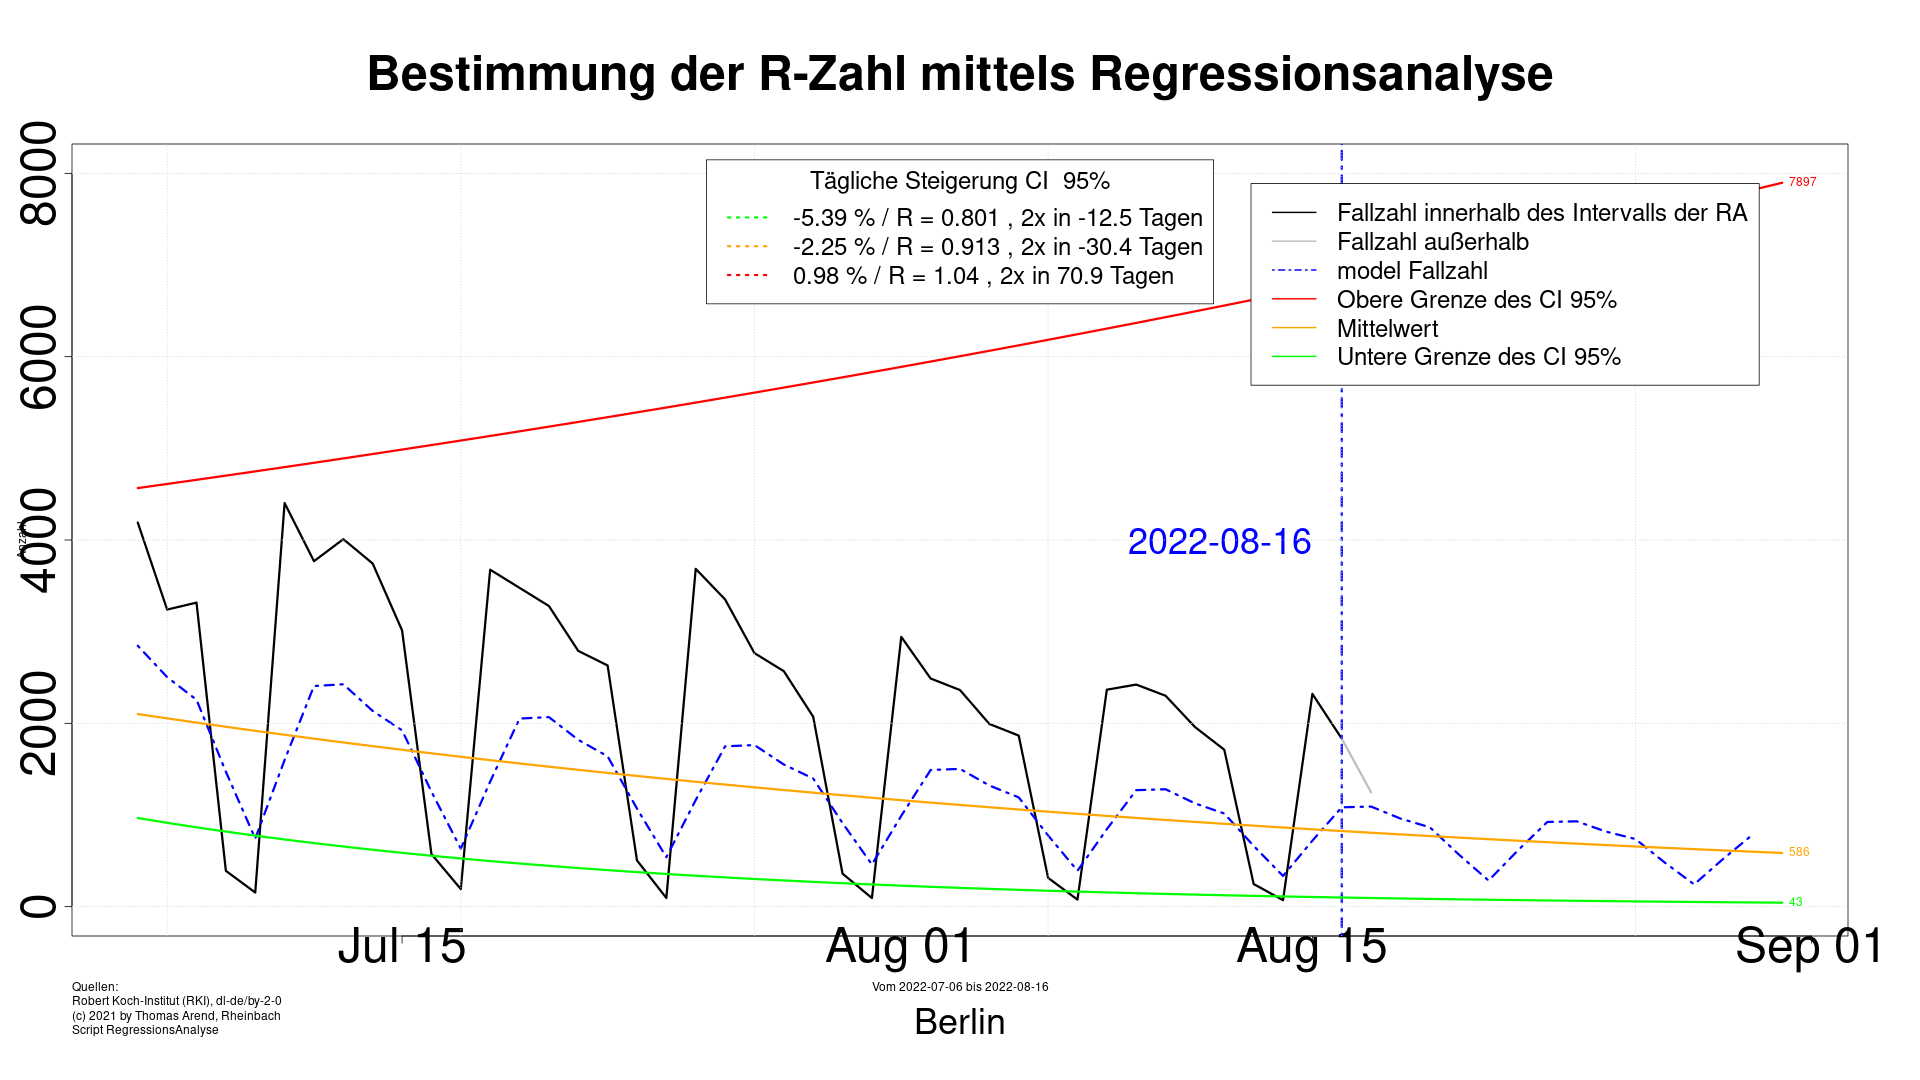 Bestimmung der R-Zahl mittels Regressionsanalyse
8000
6000
4000
2000
0
Anzahl
Tägliche Steigerung CI  95%
-5.39 % / R = 0.801 , 2x in -12.5 Tagen
-2.25 % / R = 0.913 , 2x in -30.4 Tagen
0.98 % / R = 1.04 , 2x in 70.9 Tagen
Fallzahl innerhalb des Intervalls der RA
Fallzahl außerhalb
model Fallzahl
Obere Grenze des CI 95%
Mittelwert
Untere Grenze des CI 95%
7897
2022-08-16
586
43
Jul 15
Aug 01
Aug 15
Sep 01
Quellen:
Robert Koch-Institut (RKI), dl-de/by-2-0
(c) 2021 by Thomas Arend, Rheinbach
Script RegressionsAnalyse
Vom 2022-07-06 bis 2022-08-16
Berlin